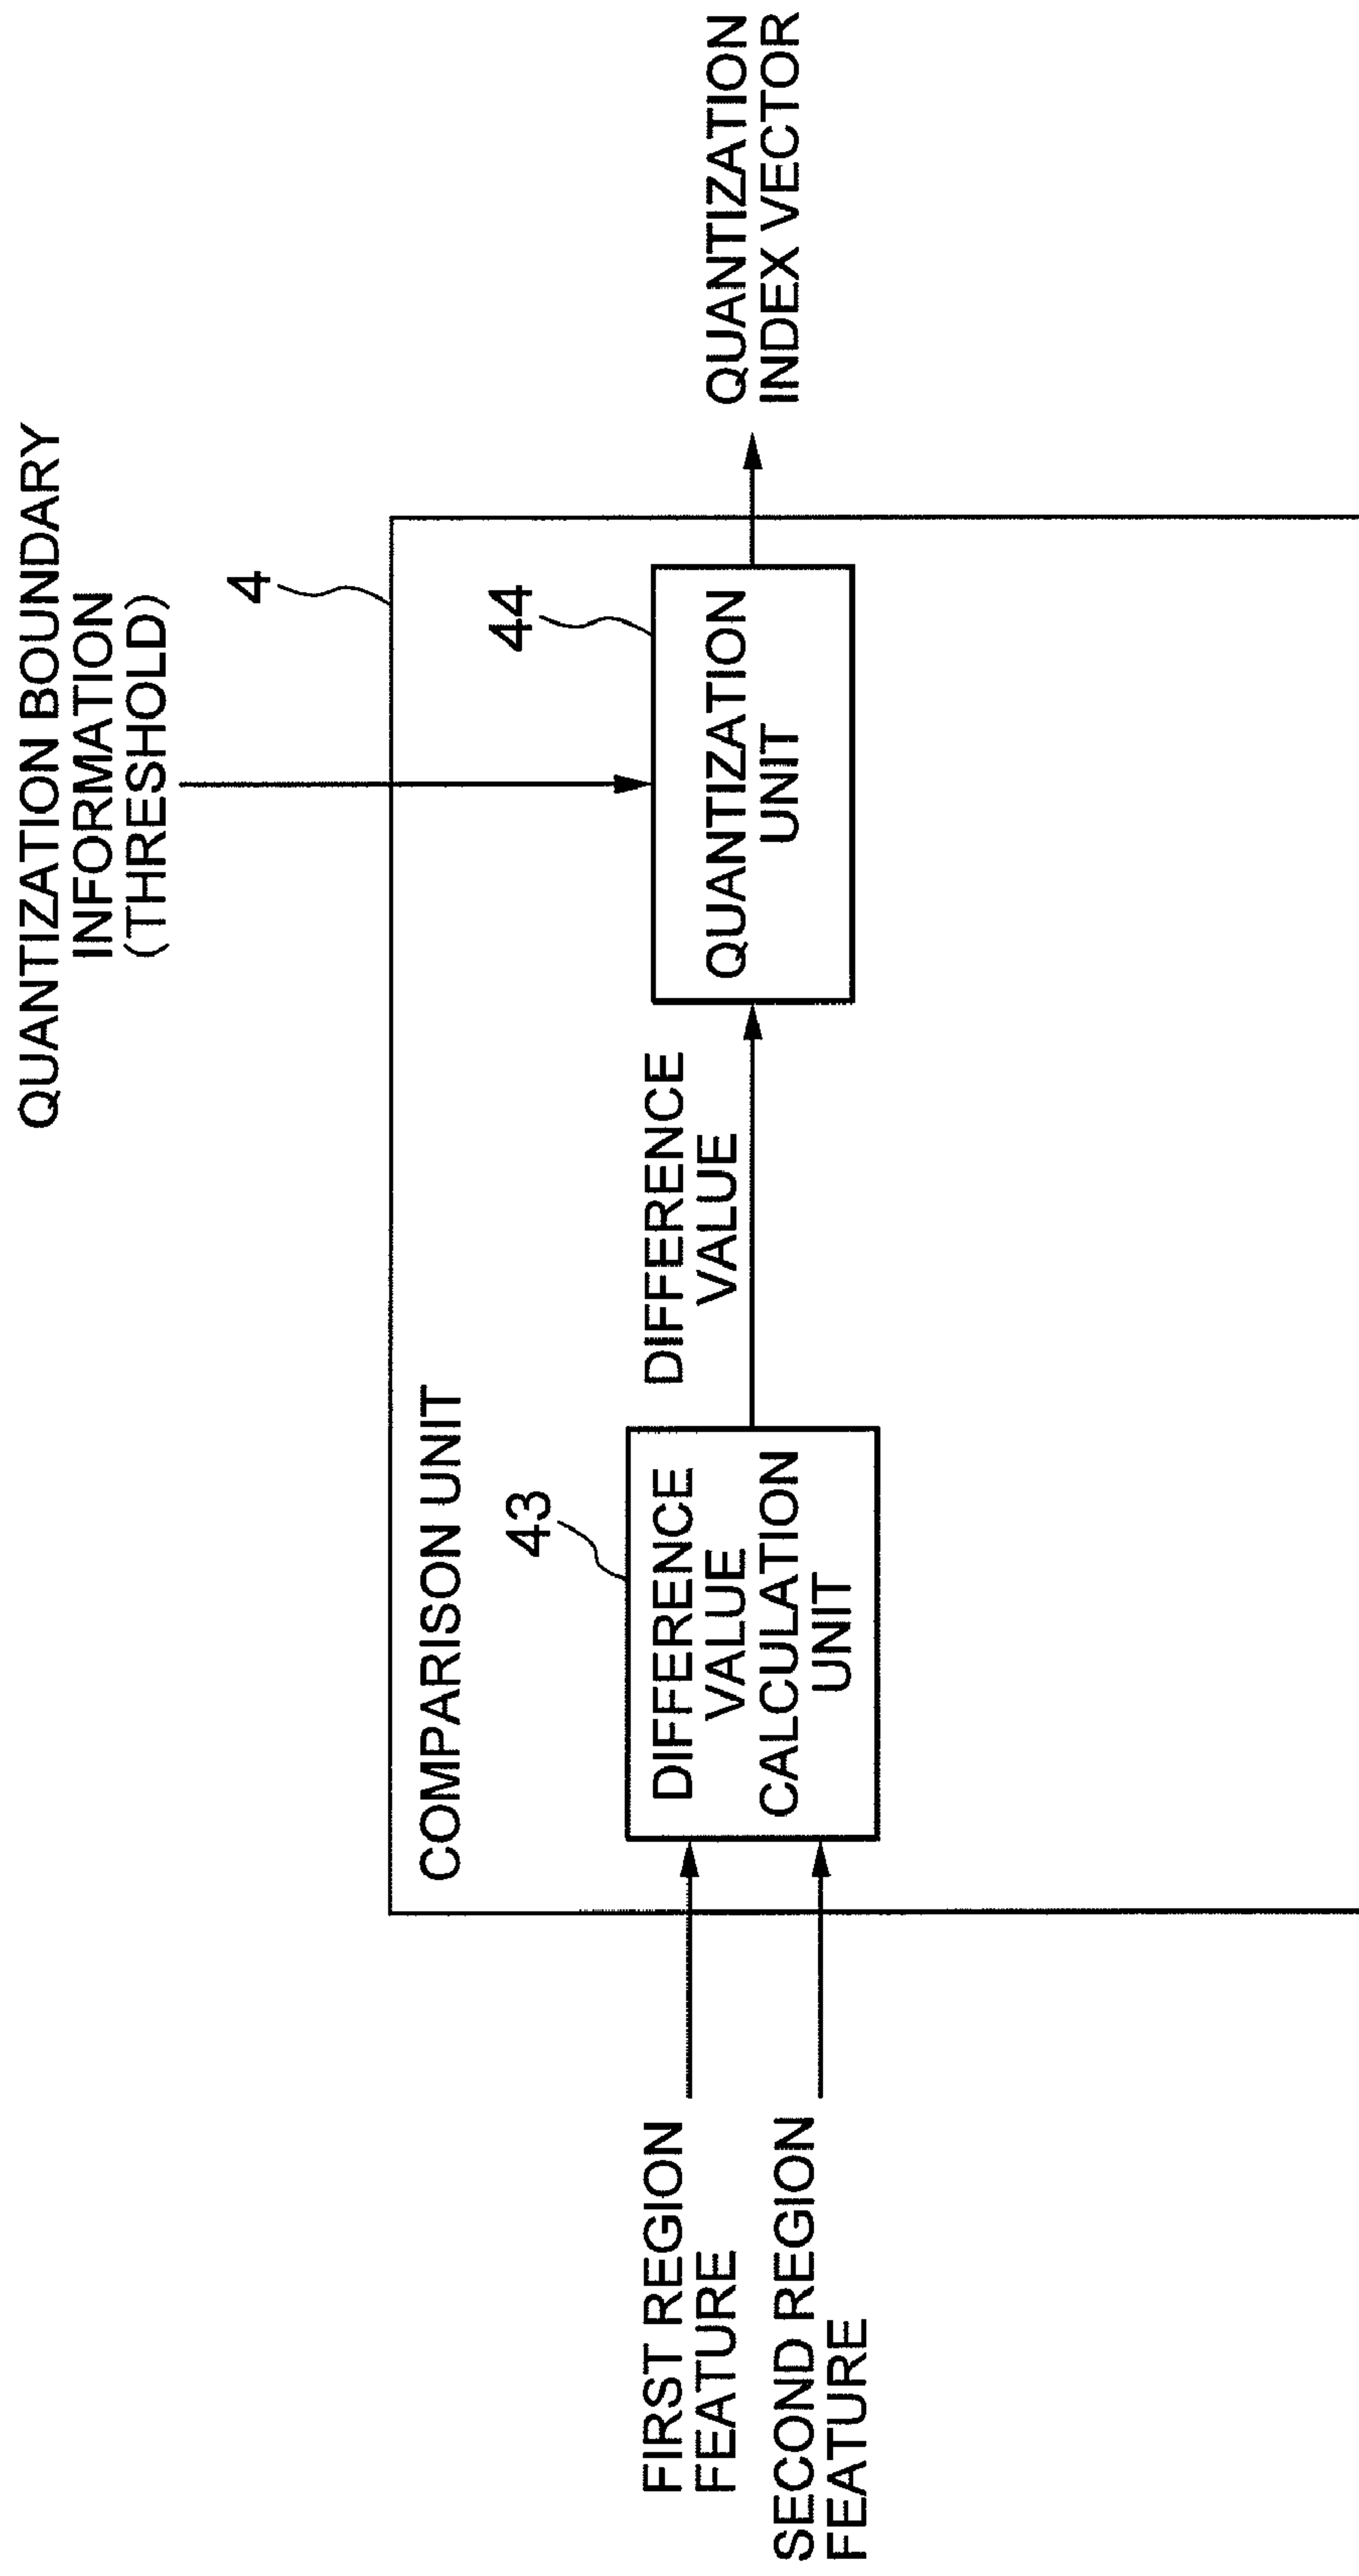 QUANTIZATION BOUNDARY
INFORMATION
(THRESHOLD)
4
COMPARISON UNIT
43
44
FIRST REGION
FEATURE
SECOND REGION
FEATURE
DIFFERENCE
VALUE
CALCULATION
UNIT
DIFFERENCE
VALUE
QUANTIZATION
UNIT
QUANTIZATION
INDEX VECTOR